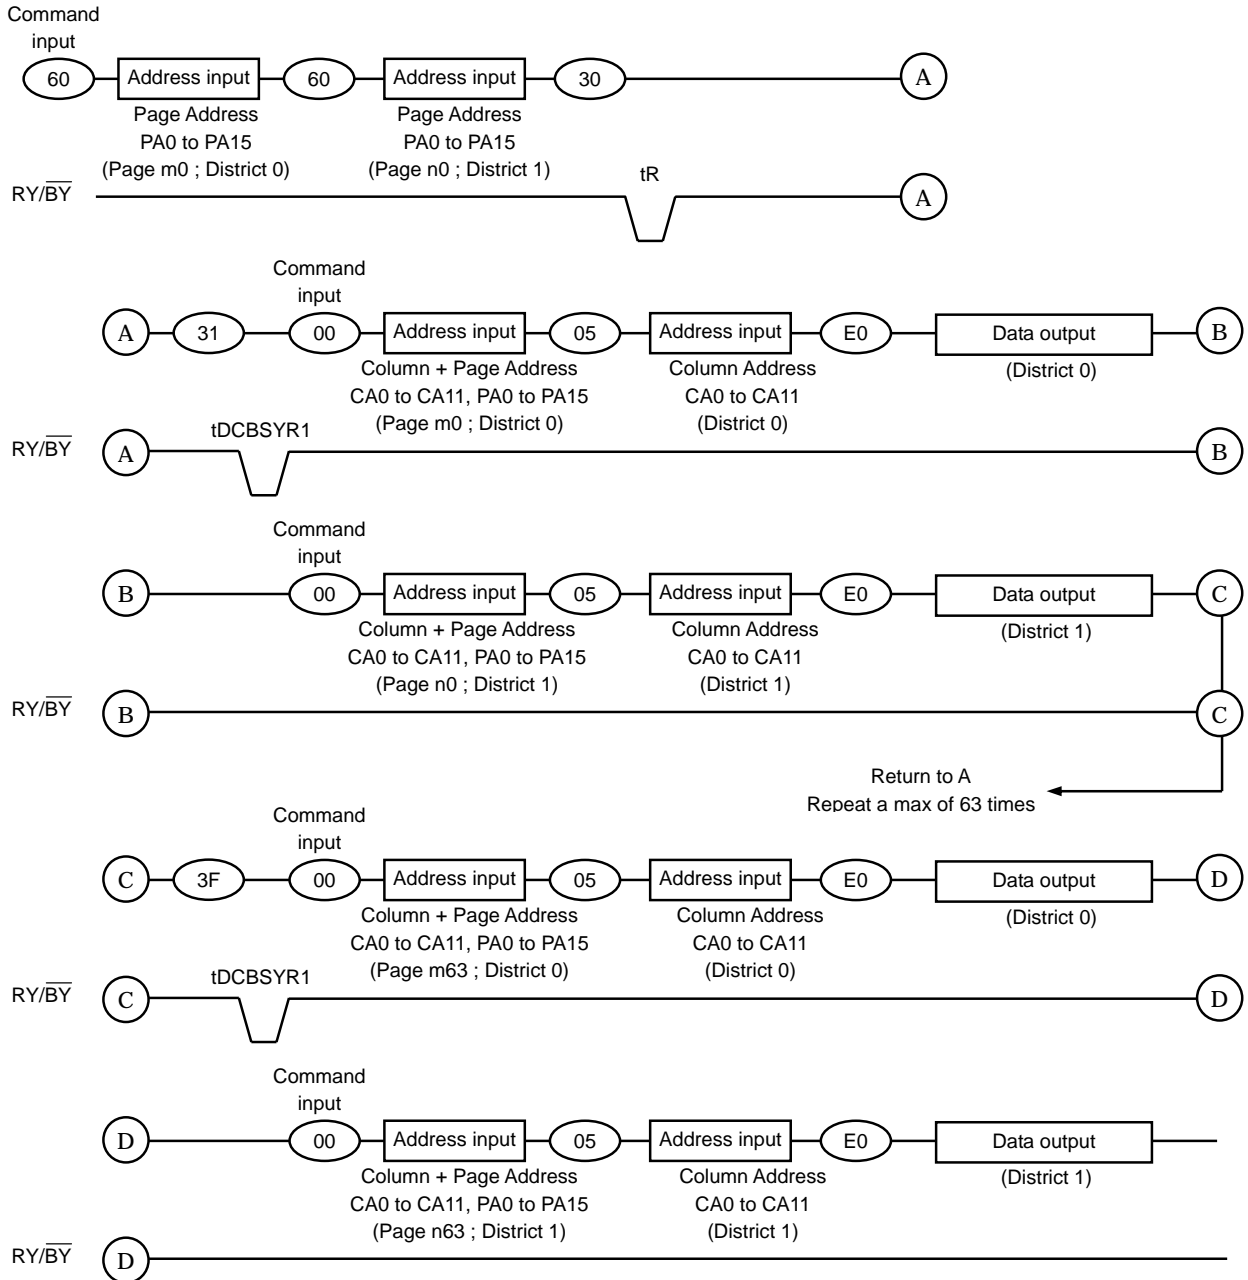 Command
input
60 Address input 60 Address input 30 A
Page Address Page Address
PA0 to PA15 PA0 to PA15
(Page m0 ; District 0) (Page n0 ; District 1)
tR
RY/BY A
Command
input
A 31 00 Address input 05 Address input E0 Data output B
Column + Page Address Column Address (District 0)
CA0 to CA11, PA0 to PA15 CA0 to CA11
(Page m0 ; District 0) (District 0)
tDCBSYR1
RY/BY A B
Command
input
B 00 Address input 05 Address input E0 Data output C
Column + Page Address Column Address (District 1)
CA0 to CA11, PA0 to PA15 CA0 to CA11
(Page n0 ; District 1) (District 1)
RY/BY B C
Return to A
Repeat a max of 63 times
Command
input
C 3F 00 Address input 05 Address input E0 Data output D
Column + Page Address Column Address (District 0)
CA0 to CA11, PA0 to PA15 CA0 to CA11
(Page m63 ; District 0) (District 0)
tDCBSYR1
RY/BY C D
Command
input
D 00 Address input 05 Address input E0 Data output
Column + Page Address Column Address (District 1)
CA0 to CA11, PA0 to PA15 CA0 to CA11
(Page n63 ; District 1) (District 1)
RY/BY D